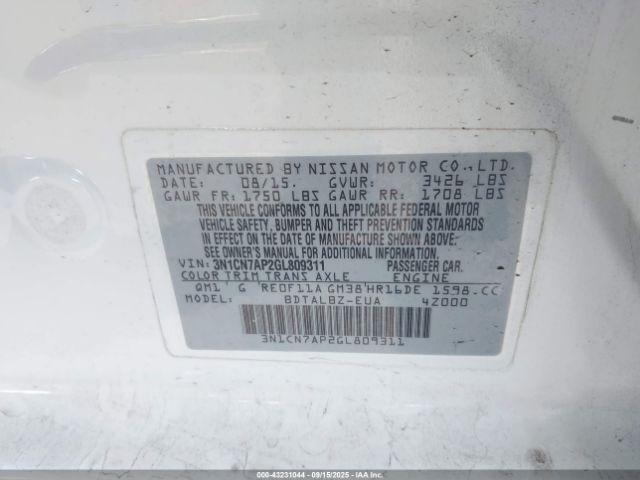 MANUFACTURED BY NISSAN MOTOR CO., LTD.
DATE: 08/15. GVWR: 3426 LBS
GAWR FR: 1750 LBS GAWR RR: 1708 LBS
THIS VEHICLE CONFORMS TO ALL APPLICABLE FEDERAL MOTOR
VEHICLE SAFETY, BUMPER AND THEFT PREVENTION STANDARDS
IN EFFECT ON THE DATE OF MANUFACTURE SHOWN ABOVE.
SEE OWNER'S MANUAL FOR ADDITIONAL INFORMATION
VIN: 3N1CN7AP2GL809311 PASSENGER CAR.
COLOR TRIM TRANS AXLE ENGINE
QM1 G RE0F11A GM38 HR16DE 1598.CC
MODEL: BDTALBZ-EUA 4Z000
3N1CN7AP2GL809311
000-43231044 - 09/15/2025 - IAAI.COM